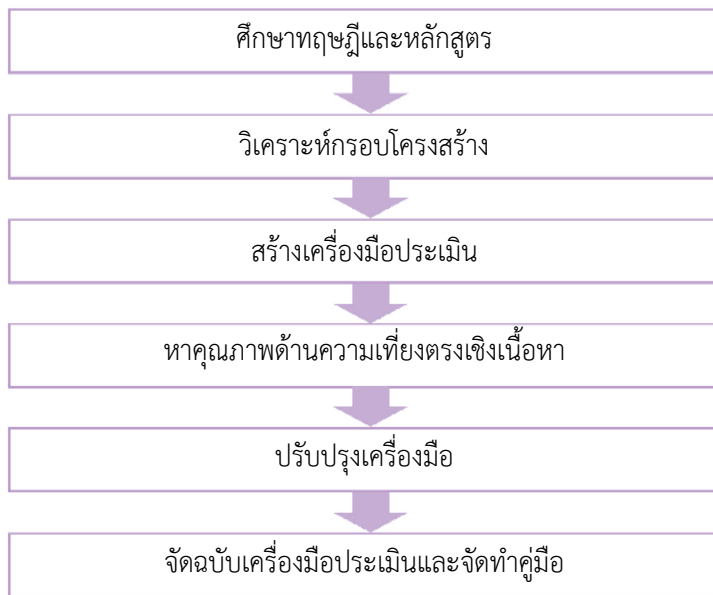 ศึกษาทฤษฎีและหลักสูตร
วิเคราะห์กรอบโครงสร้าง
สร้างเครื่องมือประเมิน
หาคุณภาพด้านความเที่ยงตรงเชิงเนื้อหา
ปรับปรุงเครื่องมือ
จัดฉบับเครื่องมือประเมินและจัดทำคู่มือ